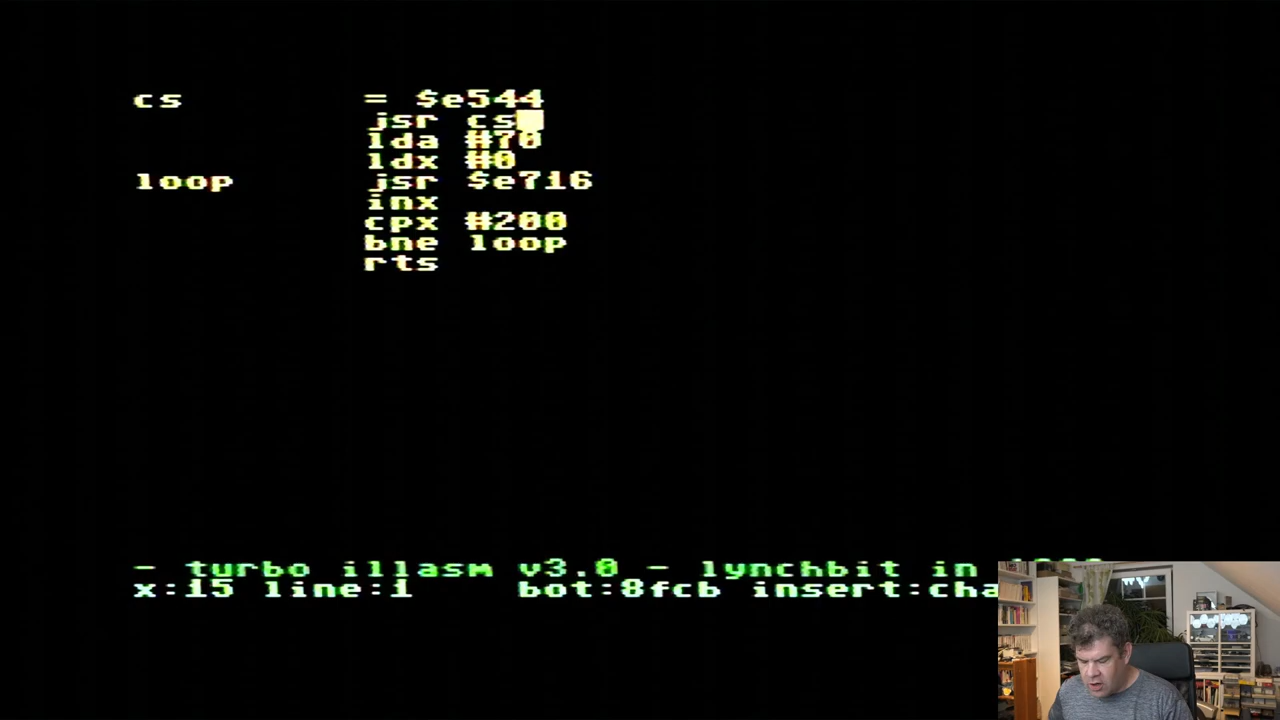 cs = $e544
jsr cs
lda #70
ldx #0
loop jsr $e716
inx
cpx #200
bne loop
rts
- turbo illasm v3.0 - lynchbit in
x:15 line:1 bot:8fcb insert:cha